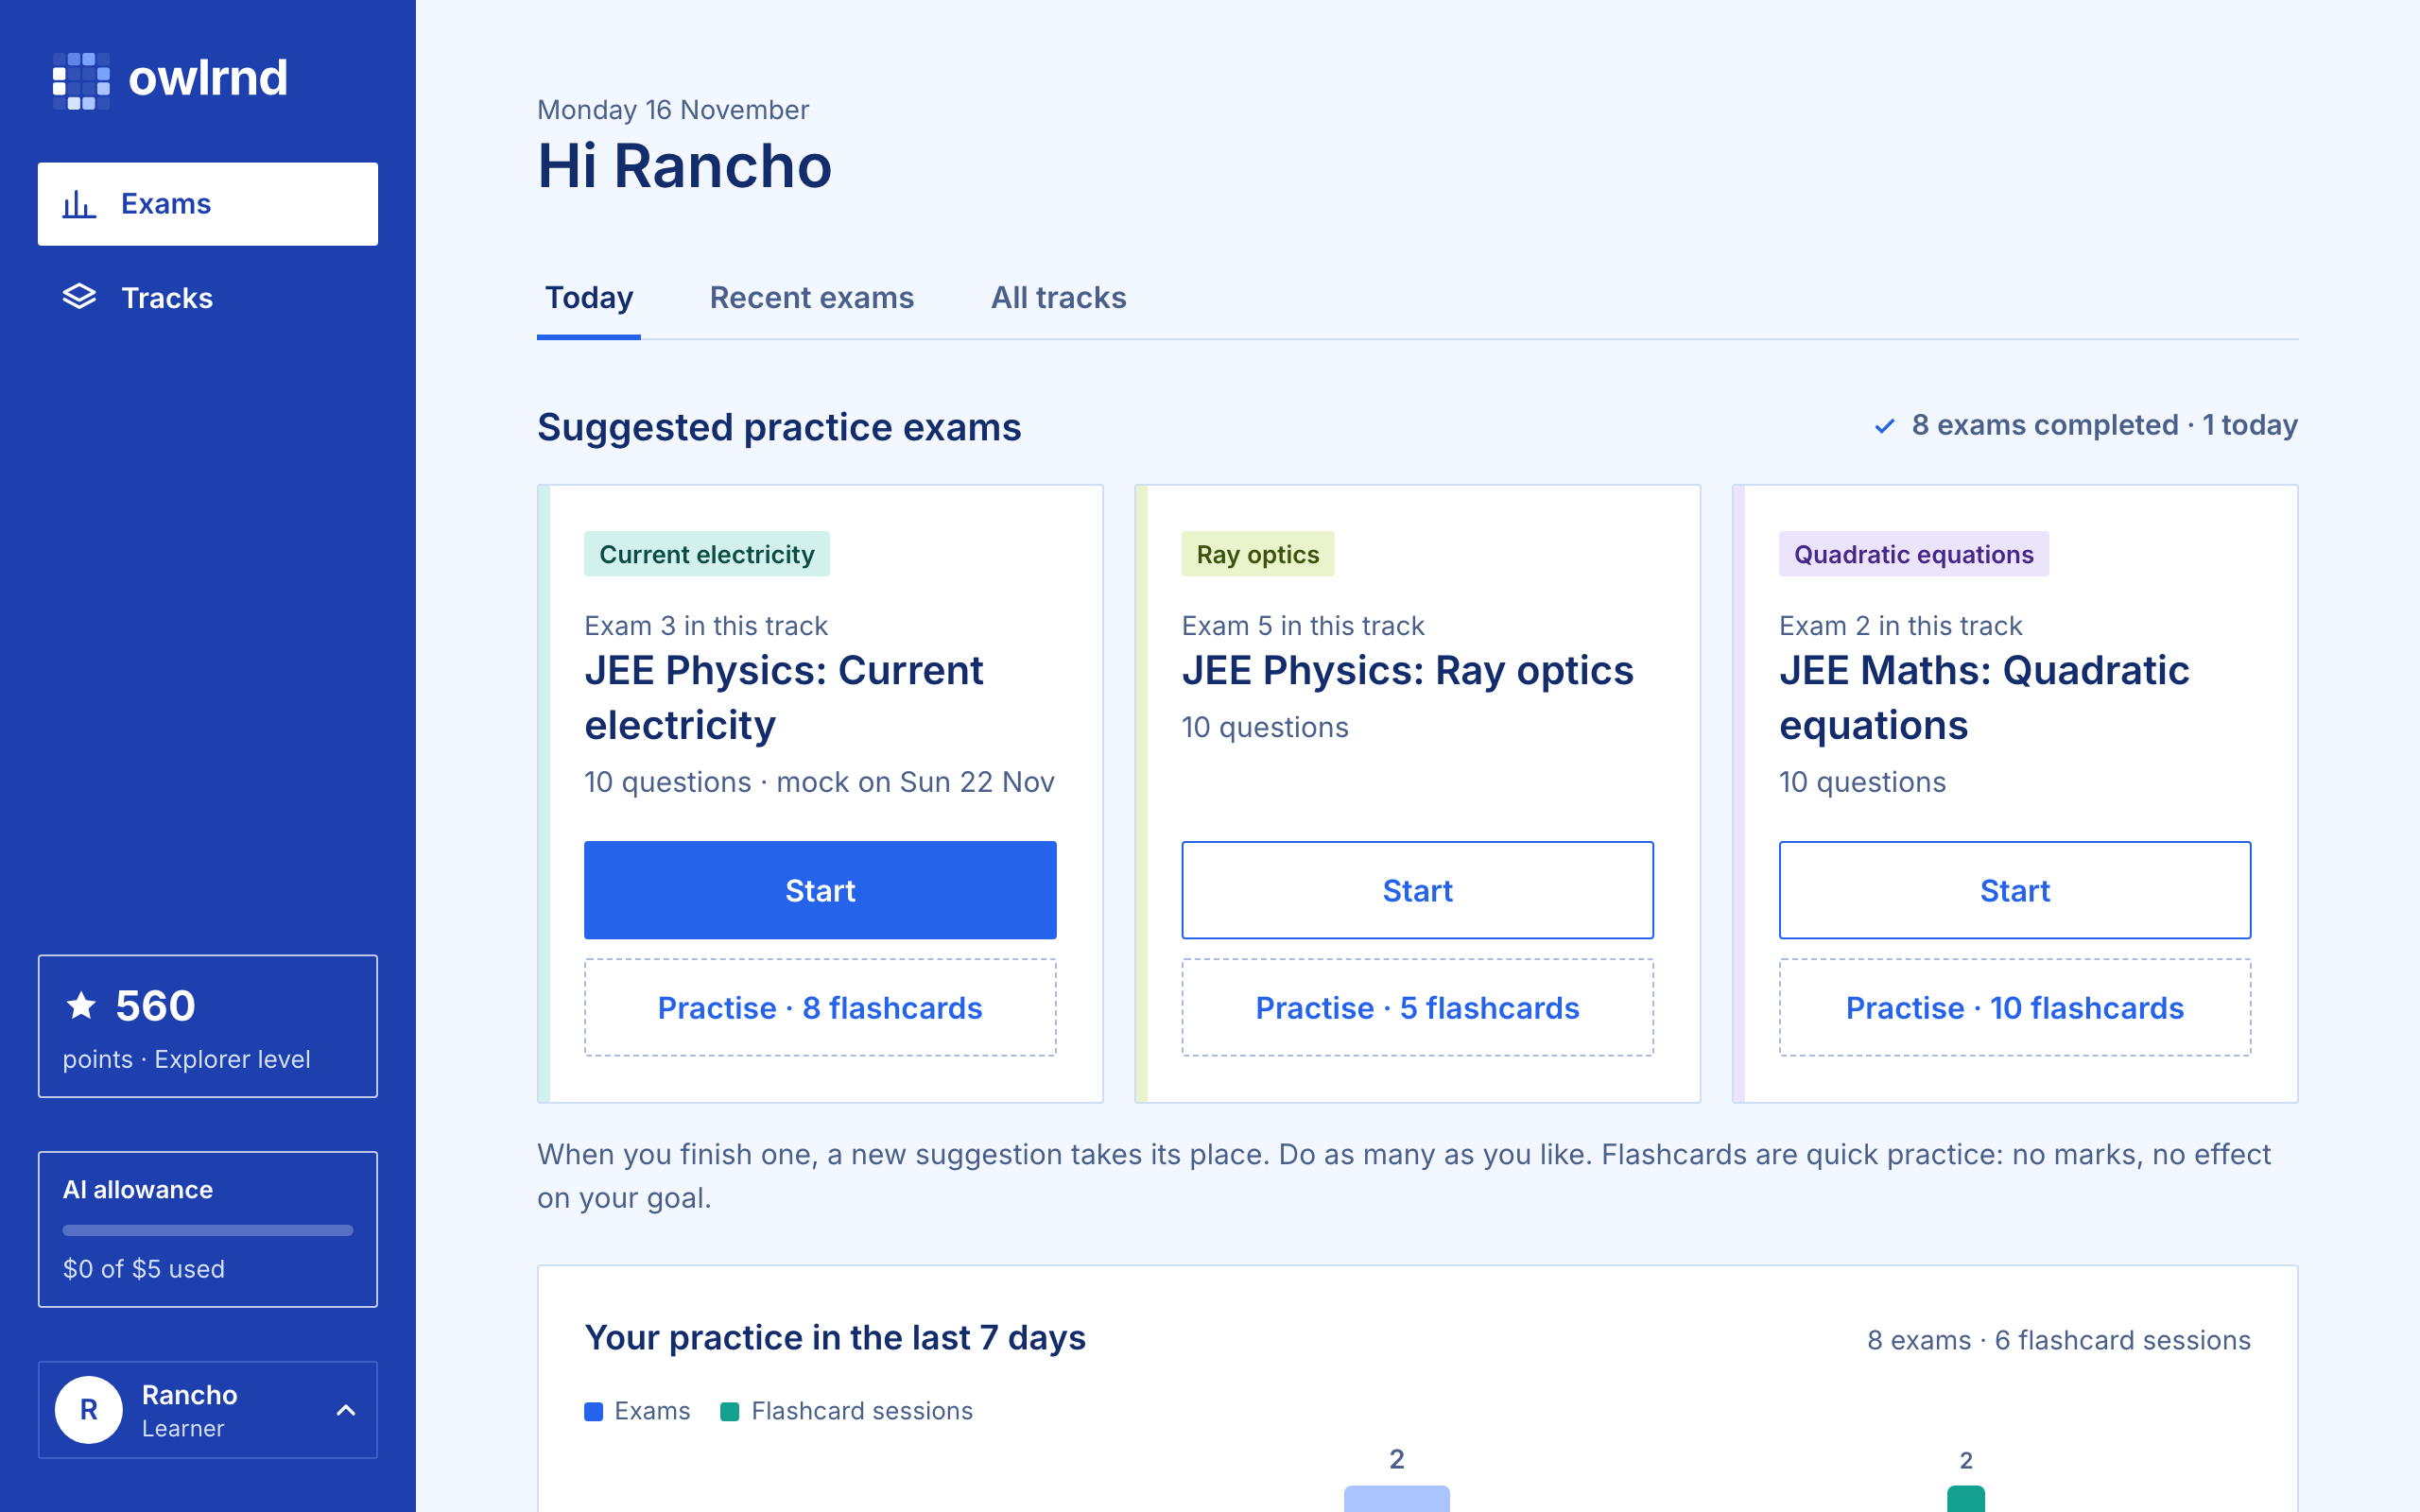 owlrnd
Exams
Tracks
560
points · Explorer level
AI allowance
$0 of $5 used
R
Rancho
Learner
Monday 16 November
Hi Rancho
Today
Recent exams
All tracks
Suggested practice exams
8 exams completed · 1 today
Current electricity
Exam 3 in this track
JEE Physics: Current
electricity
10 questions · mock on Sun 22 Nov
Start
Practise · 8 flashcards
Ray optics
Exam 5 in this track
JEE Physics: Ray optics
10 questions
Start
Practise · 5 flashcards
Quadratic equations
Exam 2 in this track
JEE Maths: Quadratic
equations
10 questions
Start
Practise · 10 flashcards
When you finish one, a new suggestion takes its place. Do as many as you like. Flashcards are quick practice: no marks, no effect
on your goal.
Your practice in the last 7 days
8 exams · 6 flashcard sessions
Exams
Flashcard sessions
2
2